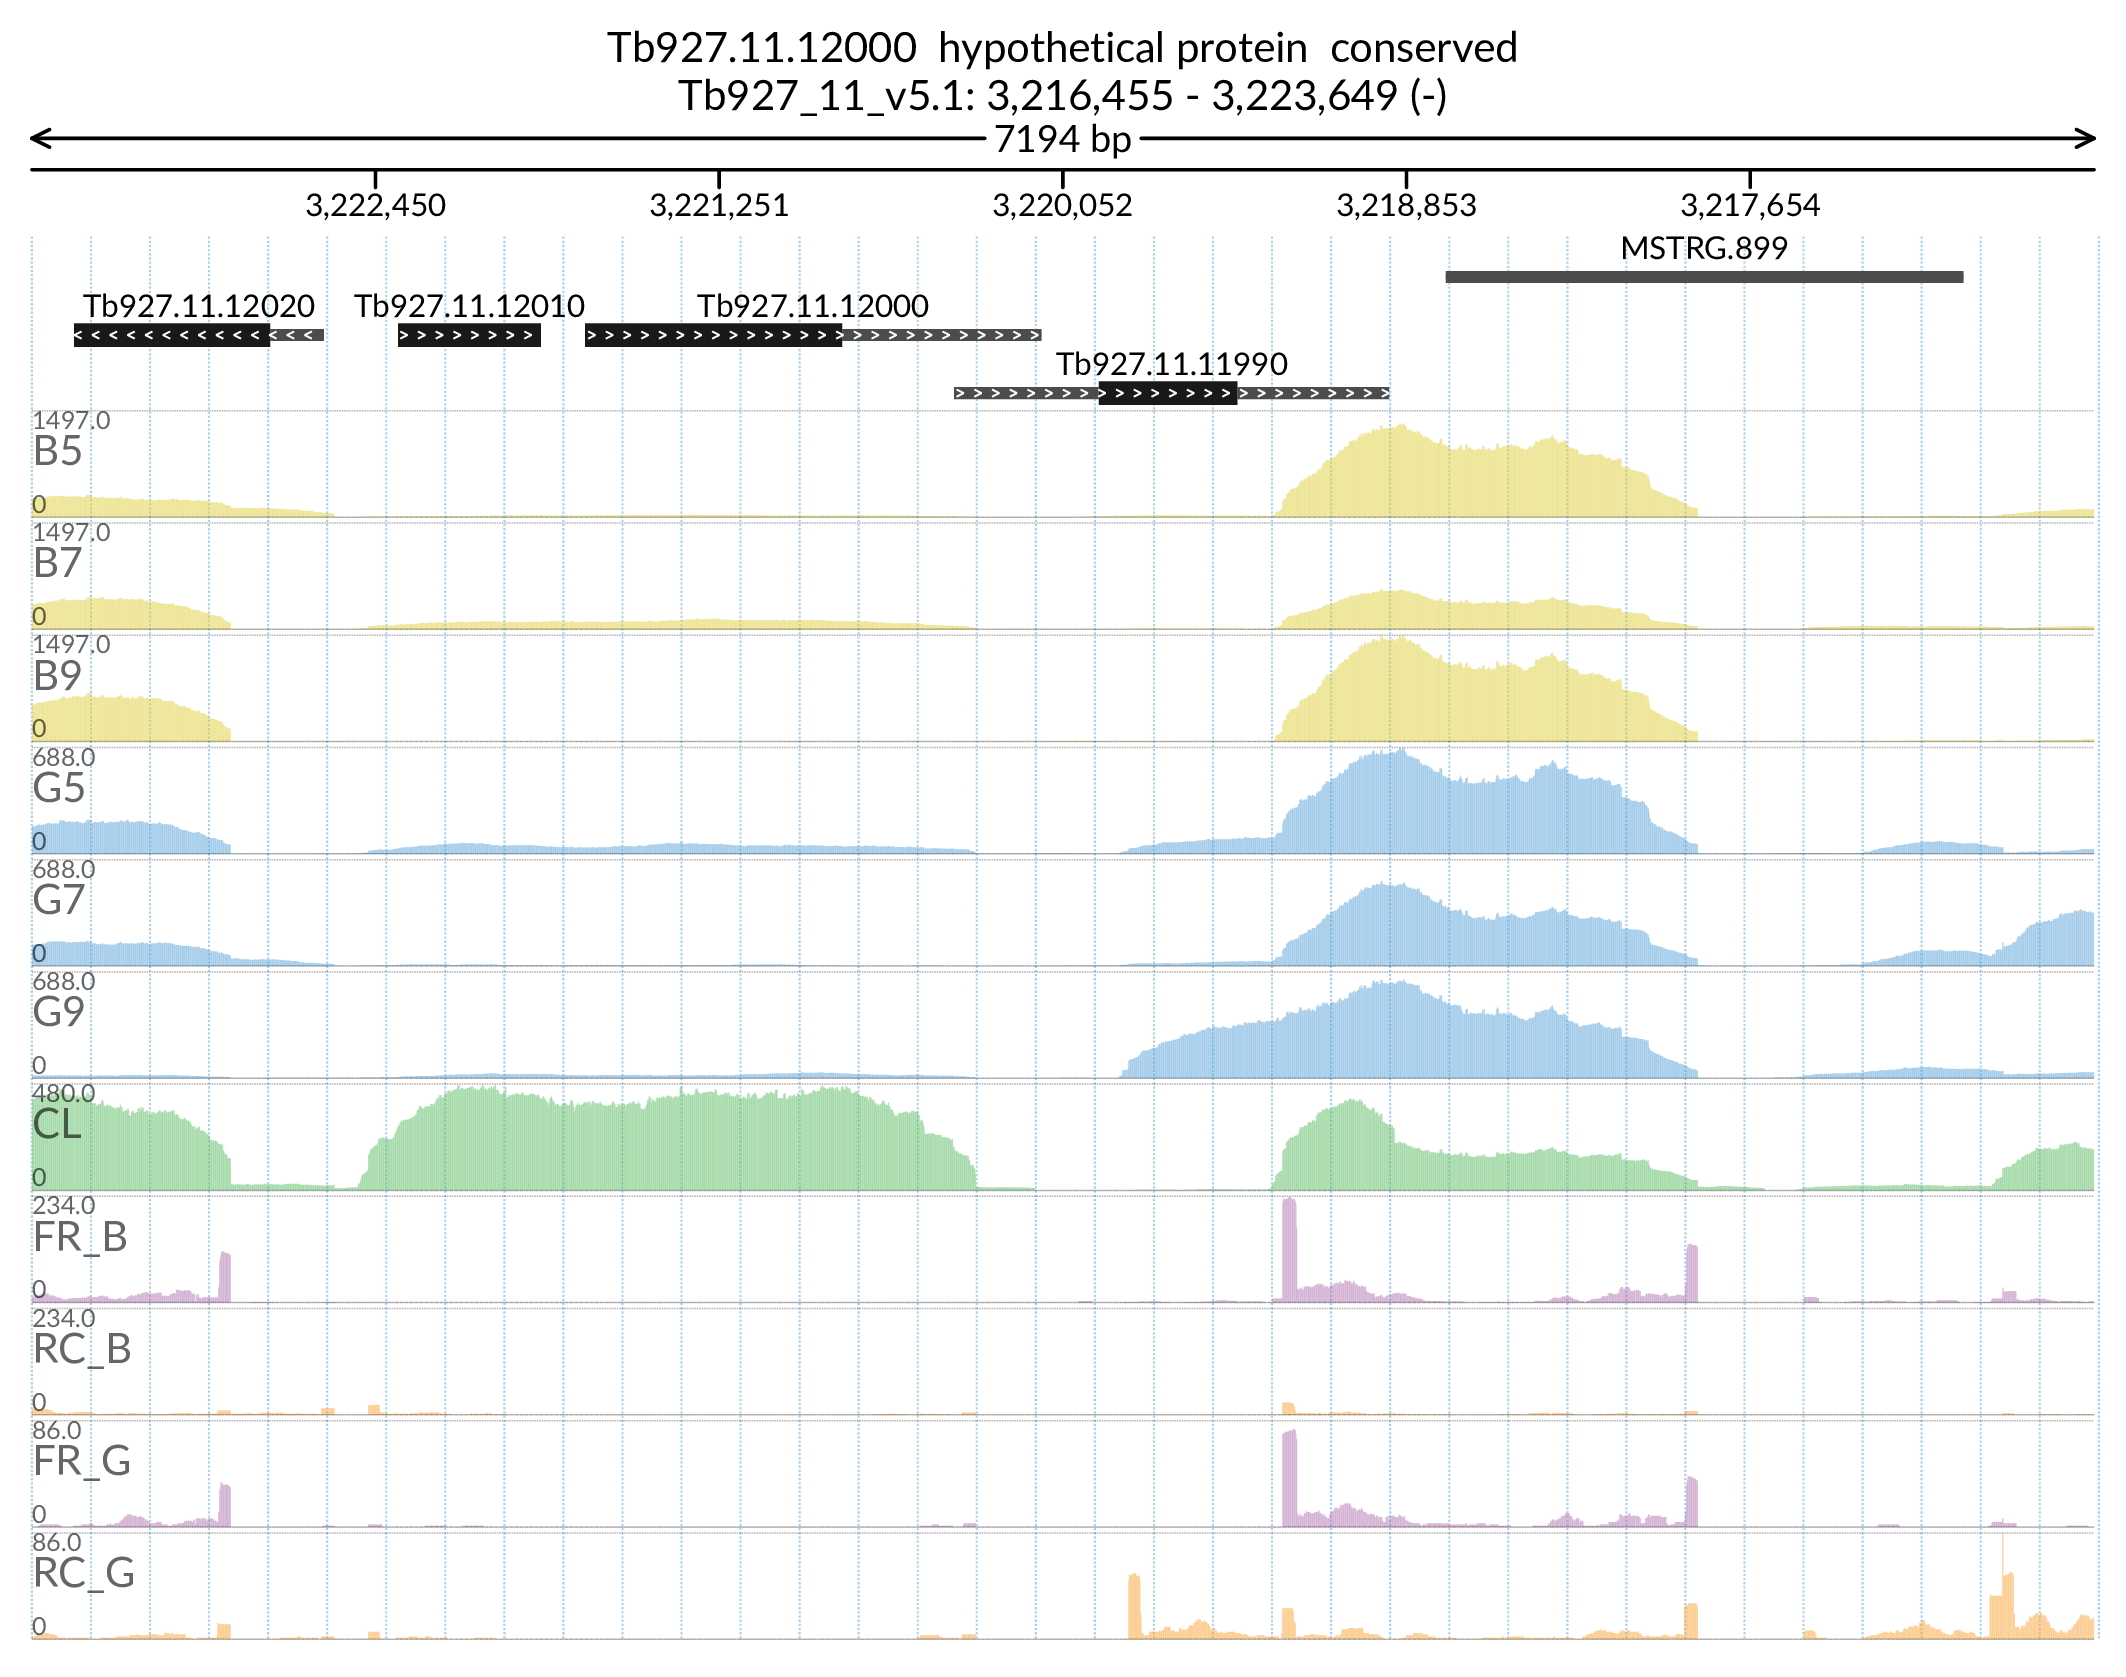 Tb927.11.12000  hypothetical protein  conserved
Tb927_11_v5.1: 3,216,455 - 3,223,649 (-)
7194 bp
3,222,450 3,221,251 3,220,052 3,218,853 3,217,654
MSTRG.899
Tb927.11.12020 Tb927.11.12010 Tb927.11.12000
Tb927.11.11990
1497.0
B5
0
1497.0
B7
0
1497.0
B9
0
688.0
G5
0
688.0
G7
0
688.0
G9
0
480.0
CL
0
234.0
FR_B
0
234.0
RC_B
0
86.0
FR_G
0
86.0
RC_G
0